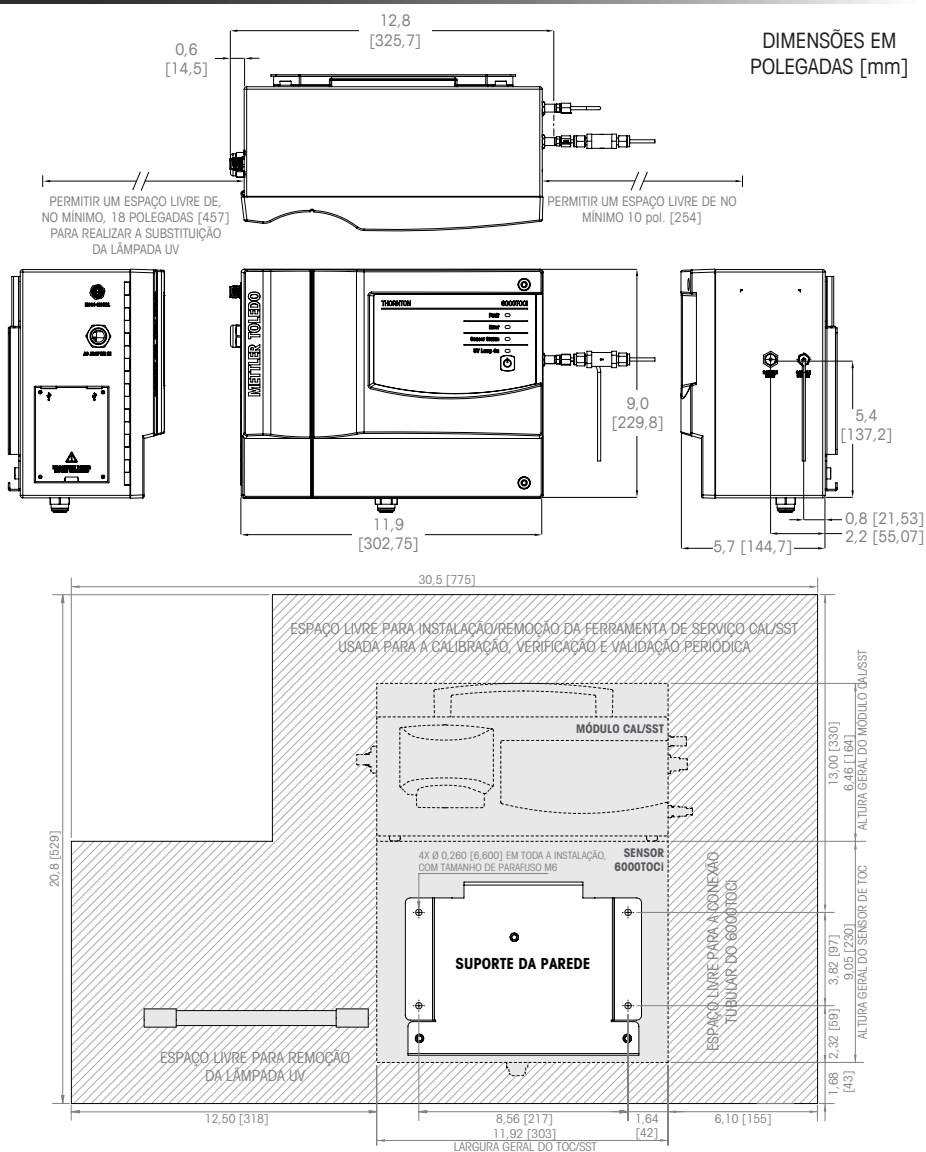 12,8
[325,7]
0,6
[14,5]
DIMENSÕES EM
POLEGADAS [mm]
PERMITIR UM ESPAÇO LIVRE DE,
NO MÍNIMO, 18 POLEGADAS [457]
PARA REALIZAR A SUBSTITUIÇÃO
DA LÂMPADA UV
PERMITIR UM ESPAÇO LIVRE DE NO
MÍNIMO 10 pol. [254]
METTLER TOLEDO
THORNTON 6000TOCi
Fault
Error
Sensor Status
UV Lamp On
9,0
[229,8]
11,9
[302,75]
5,4
[137,2]
0,8 [21,53]
2,2 [55,07]
5,7 [144,7]
30,5 [775]
ESPAÇO LIVRE PARA INSTALAÇÃO/REMOÇÃO DA FERRAMENTA DE SERVIÇO CAL/SST
USADA PARA A CALIBRAÇÃO, VERIFICAÇÃO E VALIDAÇÃO PERIÓDICA
MÓDULO CAL/SST
13,00 [330]
6,46 [164]
ALTURA GERAL DO MÓDULO CAL/SST
20,8 [529]
4X Ø 0,260 [6,600] EM TODA A INSTALAÇÃO,
COM TAMANHO DE PARAFUSO M6
SENSOR
6000TOCi
SUPORTE DA PAREDE
ESPAÇO LIVRE PARA A CONEXÃO
TUBULAR DO 6000TOCi
3,82 [97]
9,05 [230]
ALTURA GERAL DO SENSOR DE TOC
2,32 [59]
1,68
[43]
ESPAÇO LIVRE PARA REMOÇÃO
DA LÂMPADA UV
12,50 [318]
8,56 [217]
1,64
[42]
6,10 [155]
11,92 [303]
LARGURA GERAL DO TOC/SST